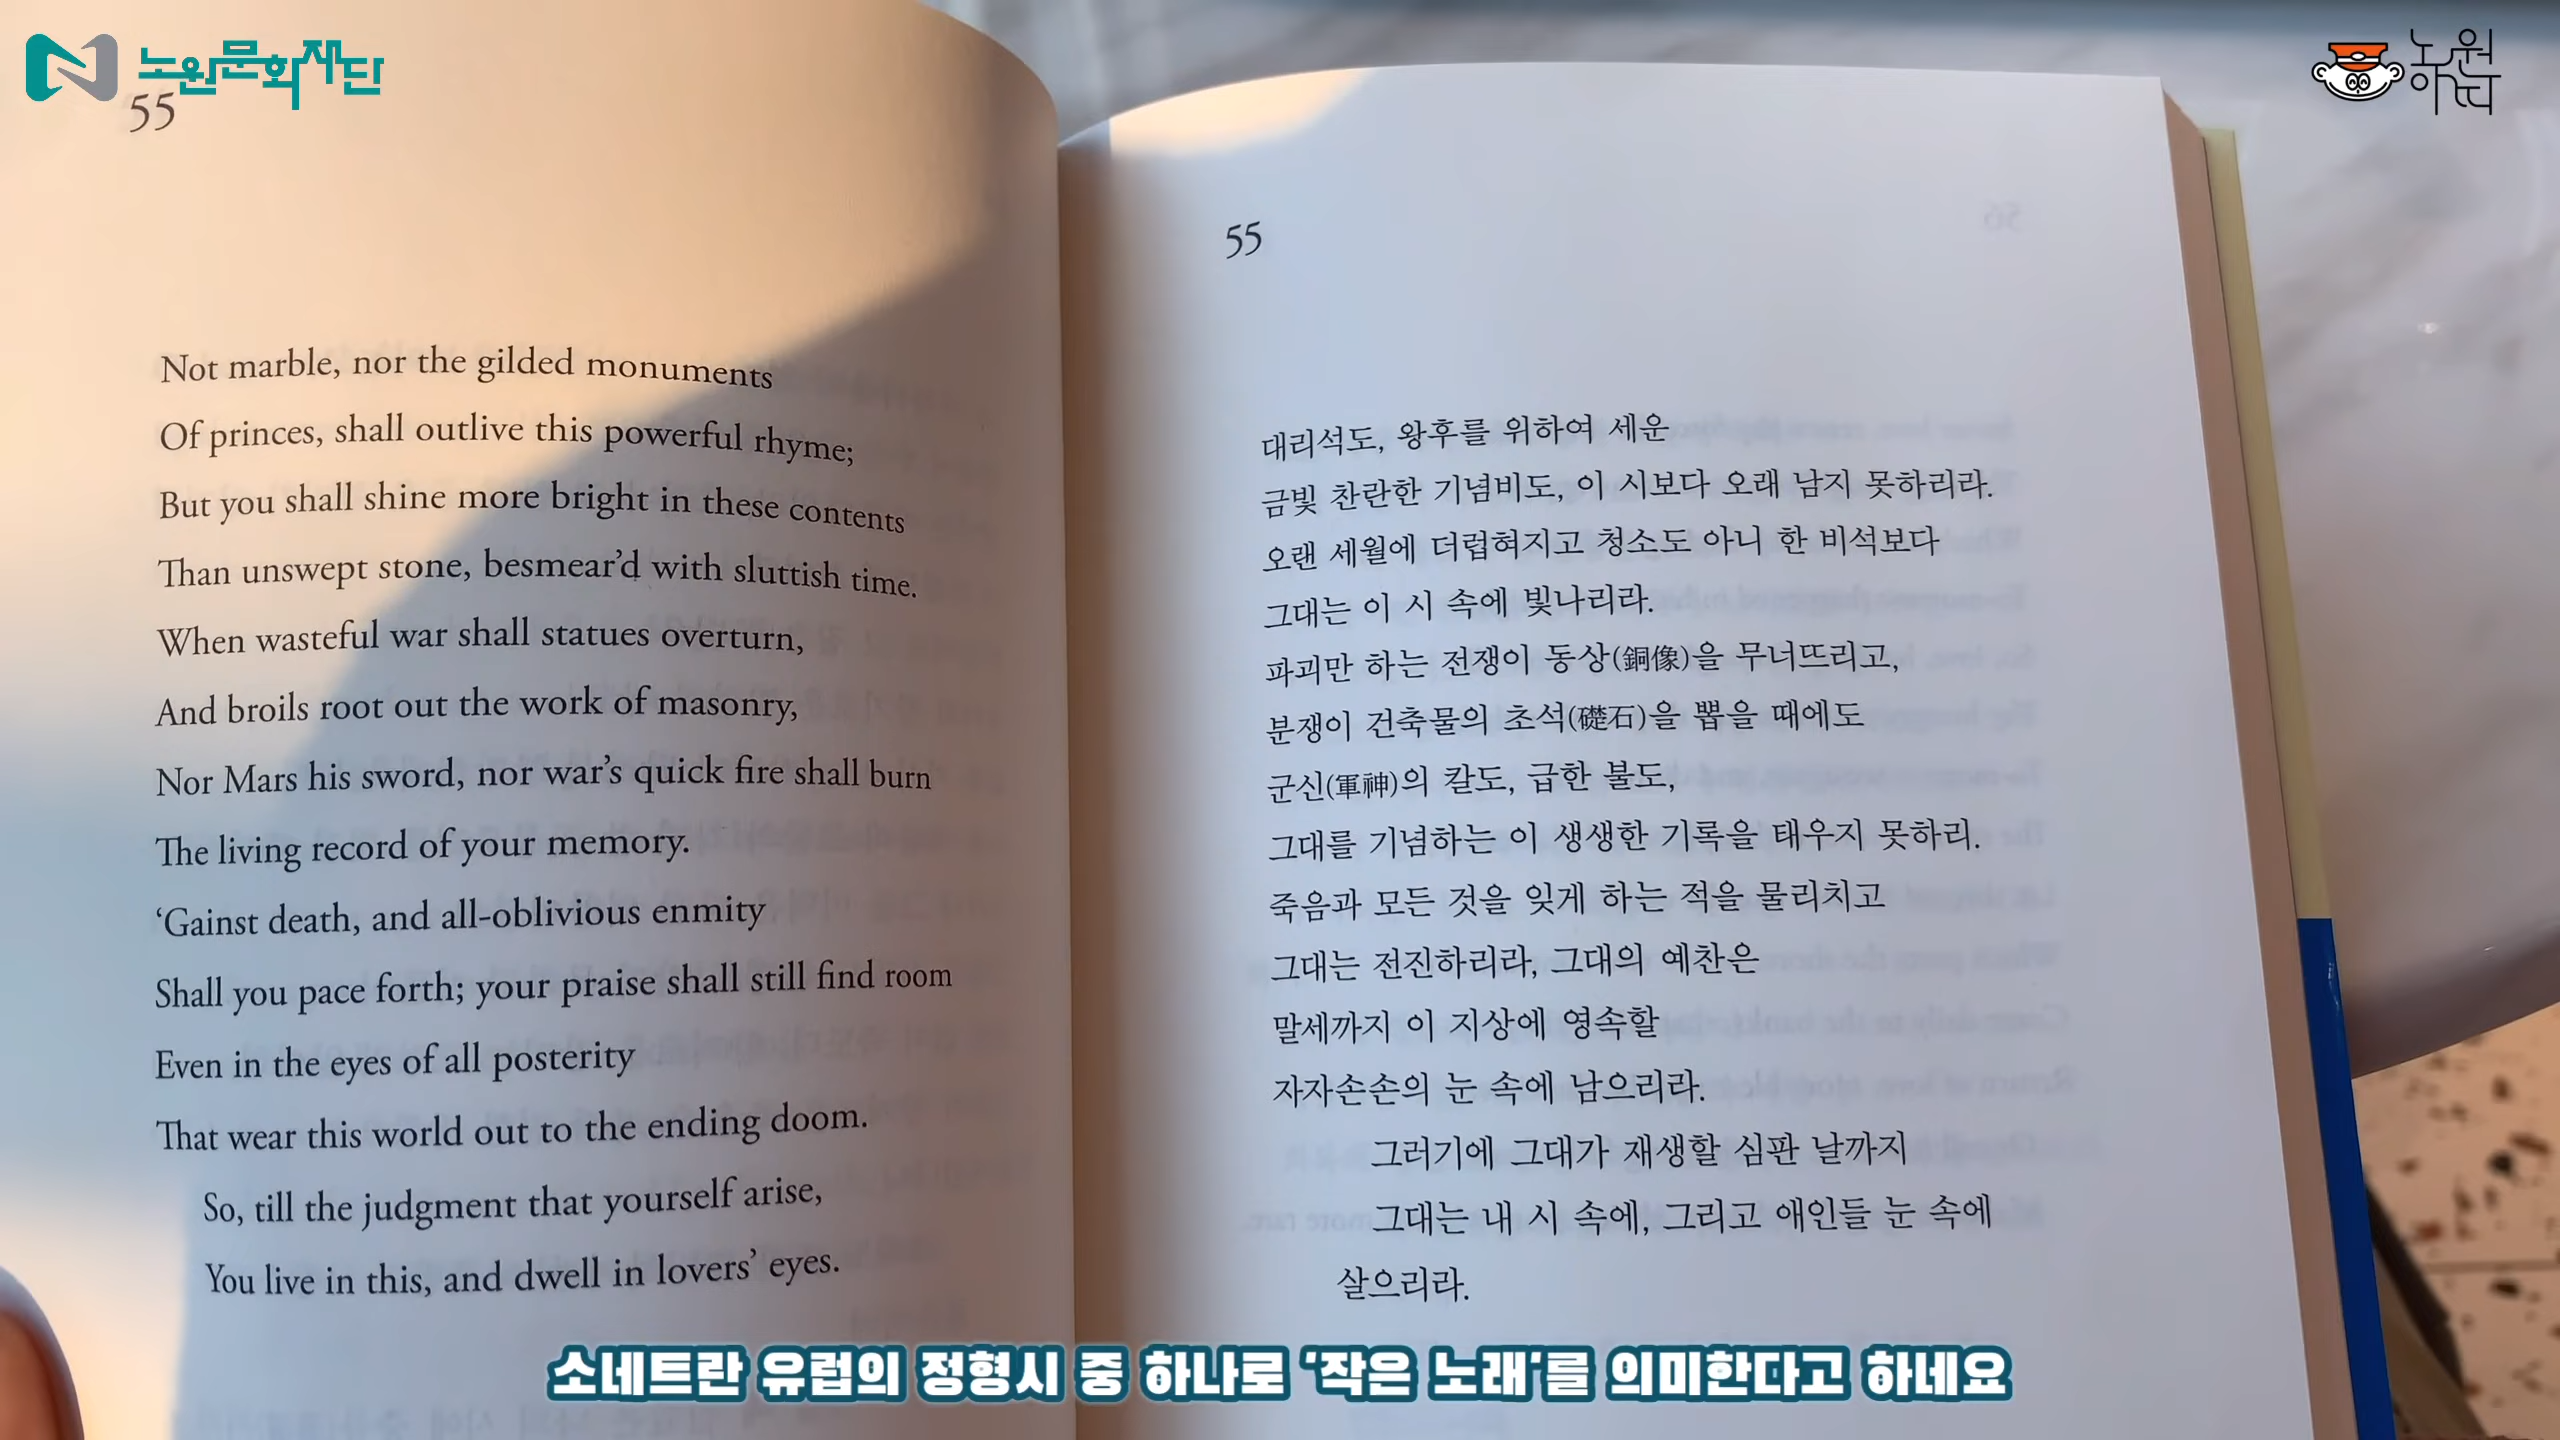 노원문화재단
노원
하다
55
Not marble, nor the gilded monuments
Of princes, shall outlive this powerful rhyme;
But you shall shine more bright in these contents
Than unswept stone, besmear’d with sluttish time.
When wasteful war shall statues overturn,
And broils root out the work of masonry,
Nor Mars his sword, nor war’s quick fire shall burn
The living record of your memory.
‘Gainst death, and all-oblivious enmity
Shall you pace forth; your praise shall still find room
Even in the eyes of all posterity
That wear this world out to the ending doom.
So, till the judgment that yourself arise,
You live in this, and dwell in lovers’ eyes.
55
대리석도, 왕후를 위하여 세운
금빛 찬란한 기념비도, 이 시보다 오래 남지 못하리라.
오랜 세월에 더럽혀지고 청소도 아니 한 비석보다
그대는 이 시 속에 빛나리라.
파괴만 하는 전쟁이 동상(銅像)을 무너뜨리고,
분쟁이 건축물의 초석(礎石)을 뽑을 때에도
군신(軍神)의 칼도, 급한 불도,
그대를 기념하는 이 생생한 기록을 태우지 못하리.
죽음과 모든 것을 잊게 하는 적을 물리치고
그대는 전진하리라, 그대의 예찬은
말세까지 이 지상에 영속할
자자손손의 눈 속에 남으리라.
그러기에 그대가 재생할 심판 날까지
그대는 내 시 속에, 그리고 애인들 눈 속에
살으리라.
소네트란 유럽의 정형시 중 하나로 ‘작은 노래‘를 의미한다고 하네요